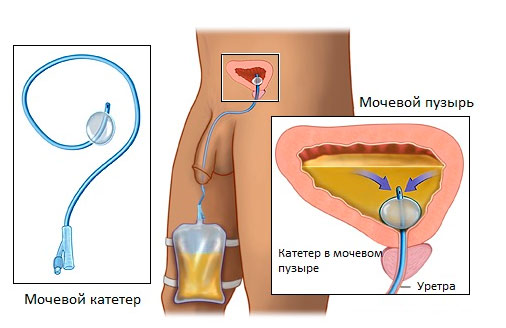 Мочевой пузырь
Катетер в мочевом
пузыре
Уретра
Мочевой катетер